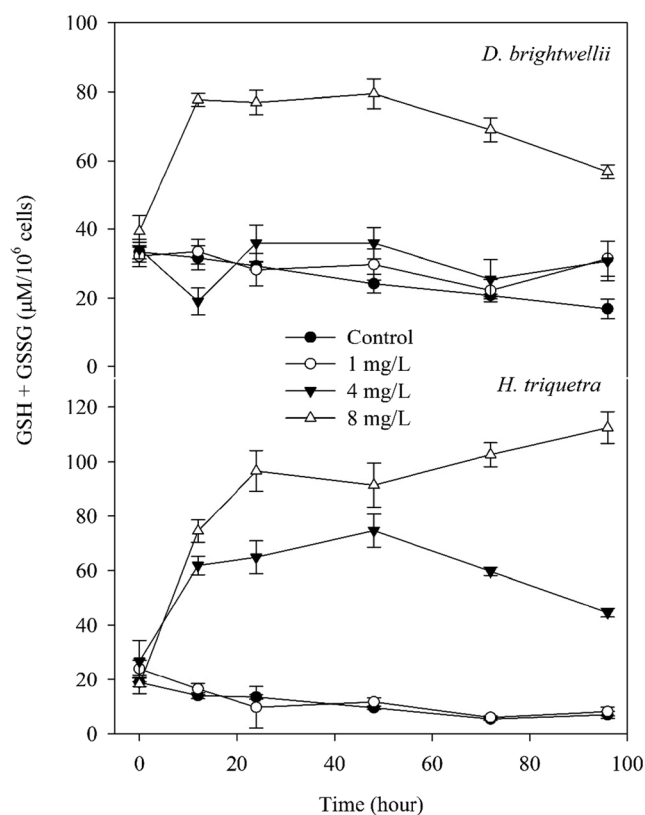 100
D. brightwellii
80
60
40
20
0
GSH + GSSG (µM/10⁶ cells)
Control
1 mg/L
4 mg/L
8 mg/L
H. triquetra
120
100
80
60
40
20
0
0 20 40 60 80 100
Time (hour)